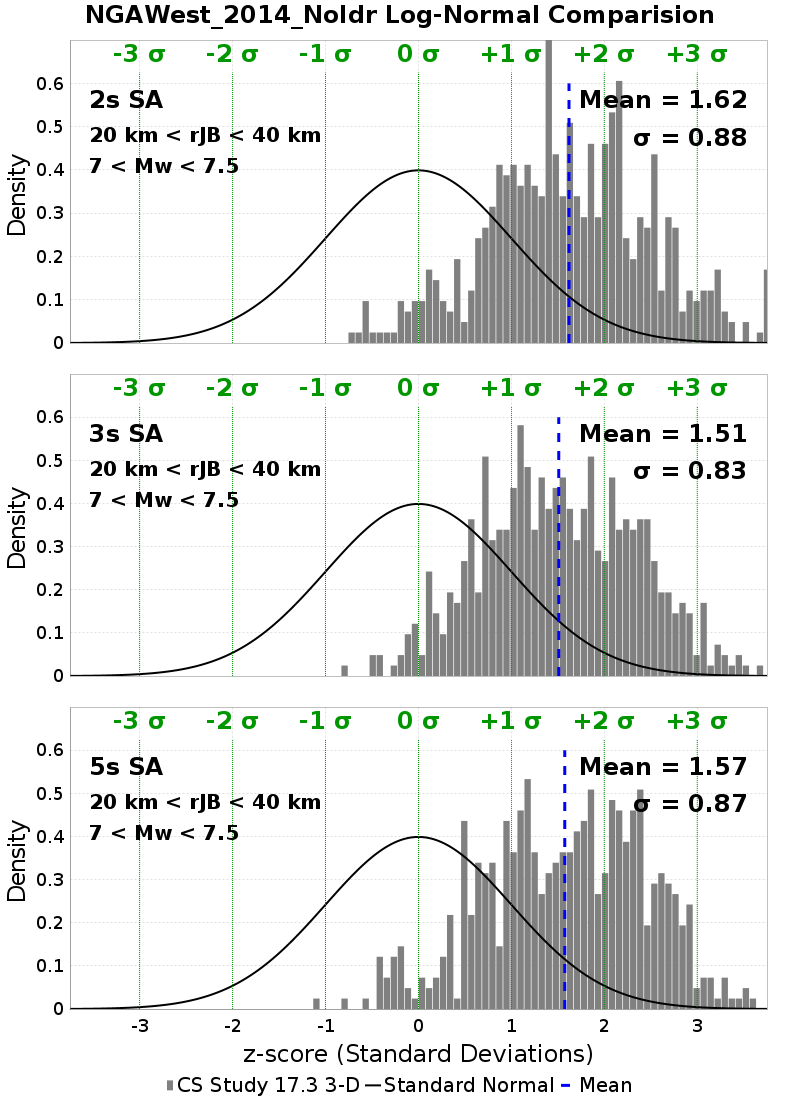 NGAWest_2014_NoIdr Log-Normal Comparision
-3 σ -2 σ -1 σ 0 σ +1 σ +2 σ +3 σ
2s SA
Mean = 1.62
20 km < rJB < 40 km
σ = 0.88
7 < Mw < 7.5
Density
0.6
0.5
0.4
0.3
0.2
0.1
0
-3 σ -2 σ -1 σ 0 σ +1 σ +2 σ +3 σ
3s SA
Mean = 1.51
20 km < rJB < 40 km
σ = 0.83
7 < Mw < 7.5
Density
0.6
0.5
0.4
0.3
0.2
0.1
0
-3 σ -2 σ -1 σ 0 σ +1 σ +2 σ +3 σ
5s SA
Mean = 1.57
20 km < rJB < 40 km
σ = 0.87
7 < Mw < 7.5
Density
0.6
0.5
0.4
0.3
0.2
0.1
0
-3 -2 -1 0 1 2 3
z-score (Standard Deviations)
CS Study 17.3 3-D Standard Normal Mean